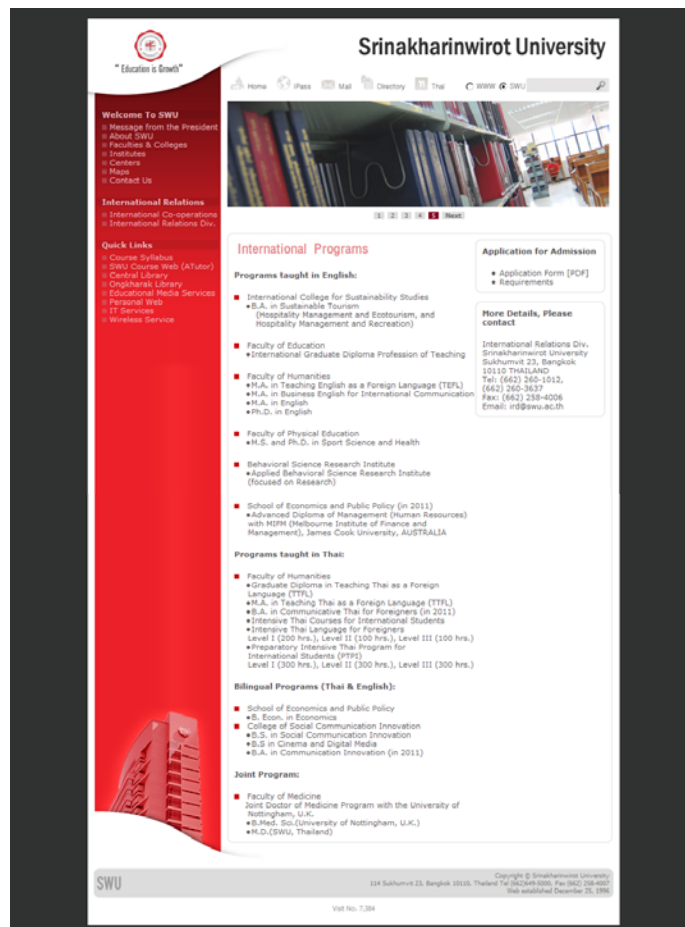 Srinakharinwirot University
" Education is Growth"
Home iPass Mail Directory Thai WWW SWU
Welcome To SWU
Message from the President
About SWU
Faculties & Colleges
Institutes
Centers
Maps
Contact Us
International Relations
International Co-operations
International Relations Div.
Quick Links
Course Syllabus
SWU Course Web (ATutor)
Central Library
Ongkharak Library
Educational Media Services
Personal Web
IT Services
Wireless Service
1 2 3 4 5 Next
International Programs
Programs taught in English:
International College for Sustainability Studies
B.A. in Sustainable Tourism
(Hospitality Management and Ecotourism, and
Hospitality Management and Recreation)
Faculty of Education
International Graduate Diploma Profession of Teaching
Faculty of Humanities
M.A. in Teaching English as a Foreign Language (TEFL)
M.A. in Business English for International Communication
M.A. in English
Ph.D. in English
Faculty of Physical Education
M.S. and Ph.D. in Sport Science and Health
Behavioral Science Research Institute
Applied Behavioral Science Research Institute
(focused on Research)
School of Economics and Public Policy (in 2011)
Advanced Diploma of Management (Human Resources)
with MIFM (Melbourne Institute of Finance and
Management), James Cook University, AUSTRALIA
Programs taught in Thai:
Faculty of Humanities
Graduate Diploma in Teaching Thai as a Foreign
Language (TTFL)
M.A. in Teaching Thai as a Foreign Language (TTFL)
B.A. in Communicative Thai for Foreigners (in 2011)
Intensive Thai Courses for International Students
Intensive Thai Language for Foreigners
Level I (200 hrs.), Level II (100 hrs.), Level III (100 hrs.)
Preparatory Intensive Thai Program for
International Students (PTPI)
Level I (300 hrs.), Level II (300 hrs.), Level III (300 hrs.)
Bilingual Programs (Thai & English):
School of Economics and Public Policy
B. Econ. in Economics
College of Social Communication Innovation
B.S. in Social Communication Innovation
B.S in Cinema and Digital Media
B.A. in Communication Innovation (in 2011)
Joint Program:
Faculty of Medicine
Joint Doctor of Medicine Program with the University of
Nottingham, U.K.
B.Med. Sci.(University of Nottingham, U.K.)
M.D.(SWU, Thailand)
Application for Admission
Application Form [PDF]
Requirements
More Details, Please
contact
International Relations Div.
Srinakharinwirot University
Sukhumvit 23, Bangkok
10110 THAILAND
Tel: (662) 260-1012,
(662) 260-3637
Fax: (662) 258-4006
Email: ird@swu.ac.th
SWU
Copyright © Srinakharinwirot University
114 Sukhumvit 23, Bangkok 10110, Thailand Tel (662)649-5000, Fax (662) 258-4007
Web established December 25, 1996
Visit No. 7,384